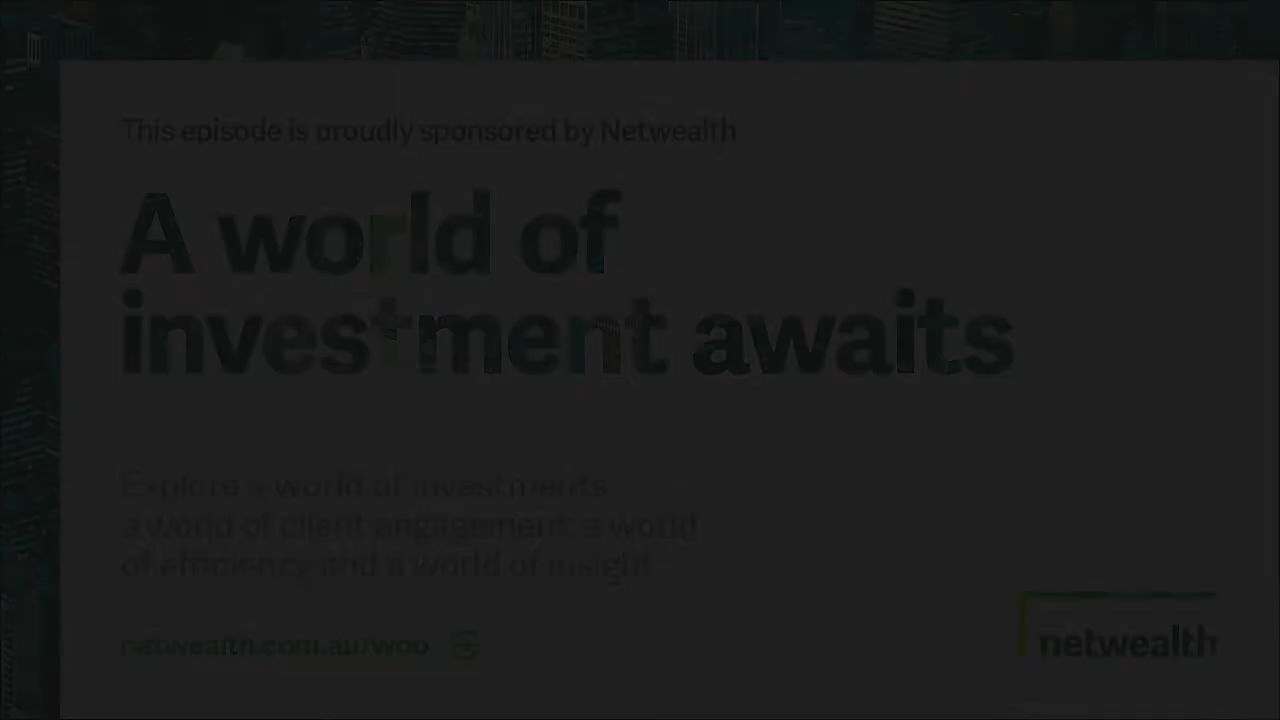 This episode is proudly sponsored by Netwealth
A world of
investment awaits
Explore a world of investments,
a world of client engagement, a world
of efficiency and a world of insight.
netwealth.com.au/woo
netwealth